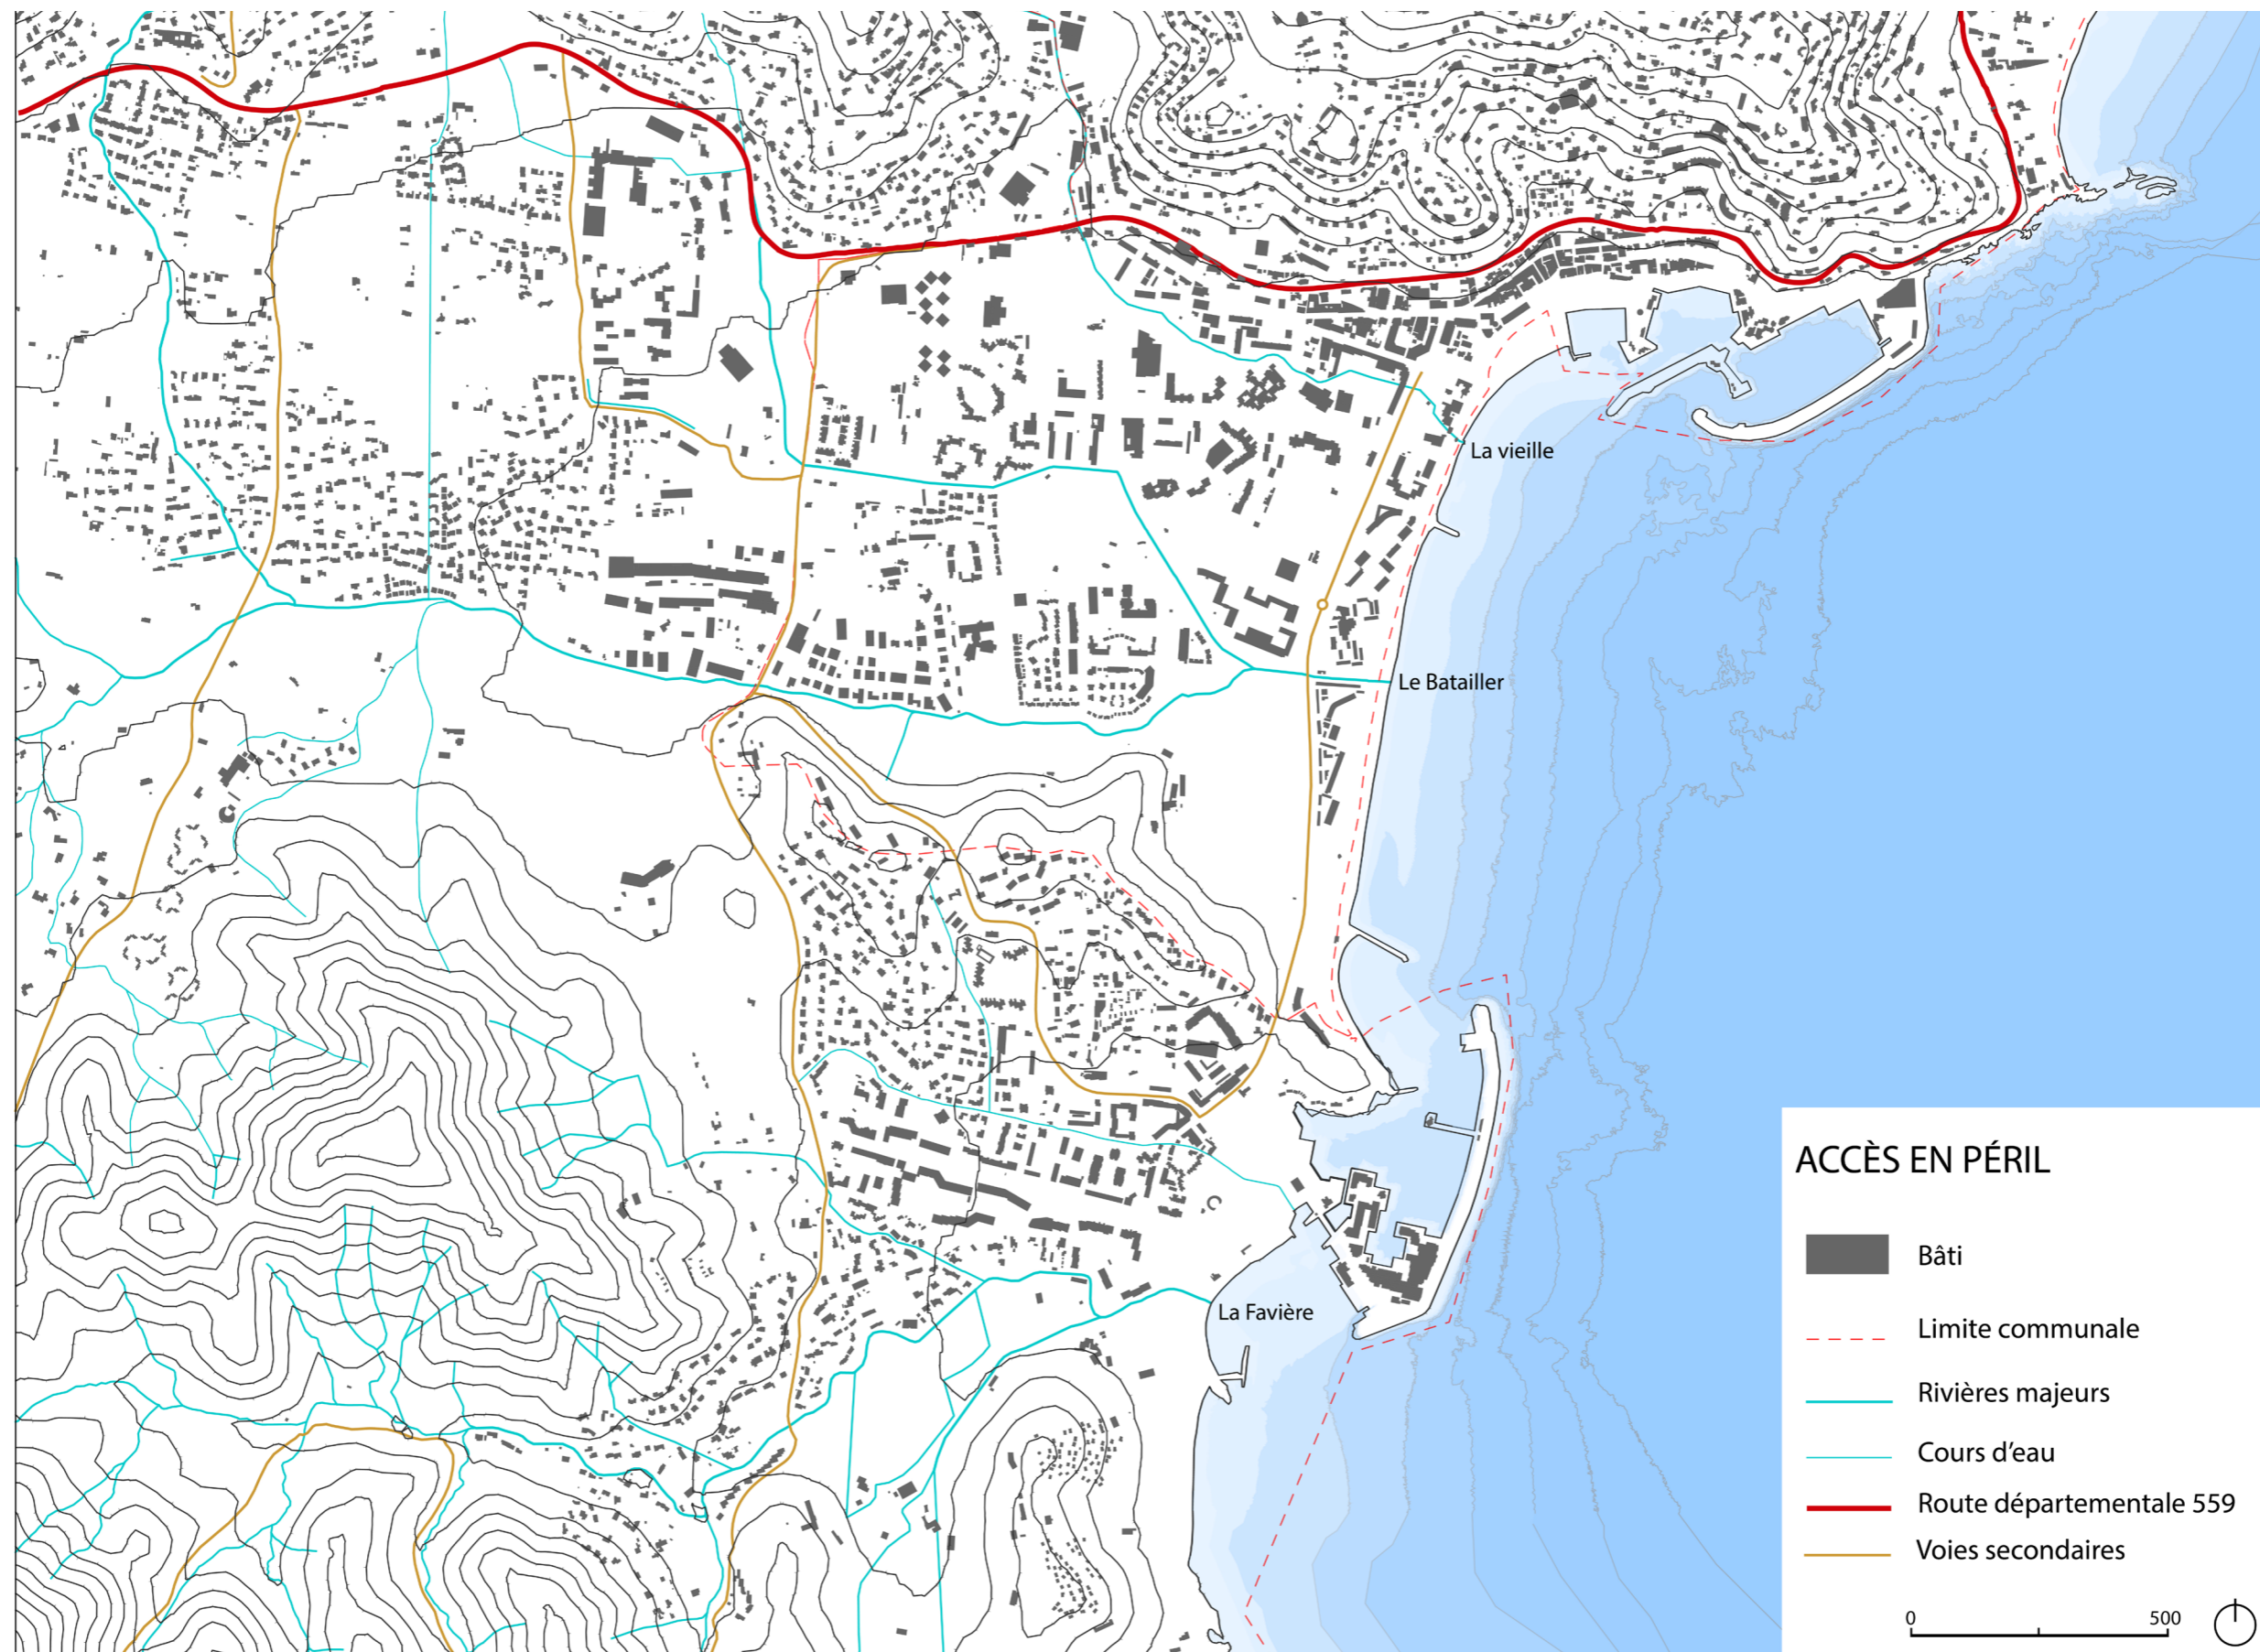 La vieille
Le Batailler
La Favière
ACCÈS EN PÉRIL
Bâti
Limite communale
Rivières majeurs
Cours d'eau
Route départementale 559
Voies secondaires
0 500